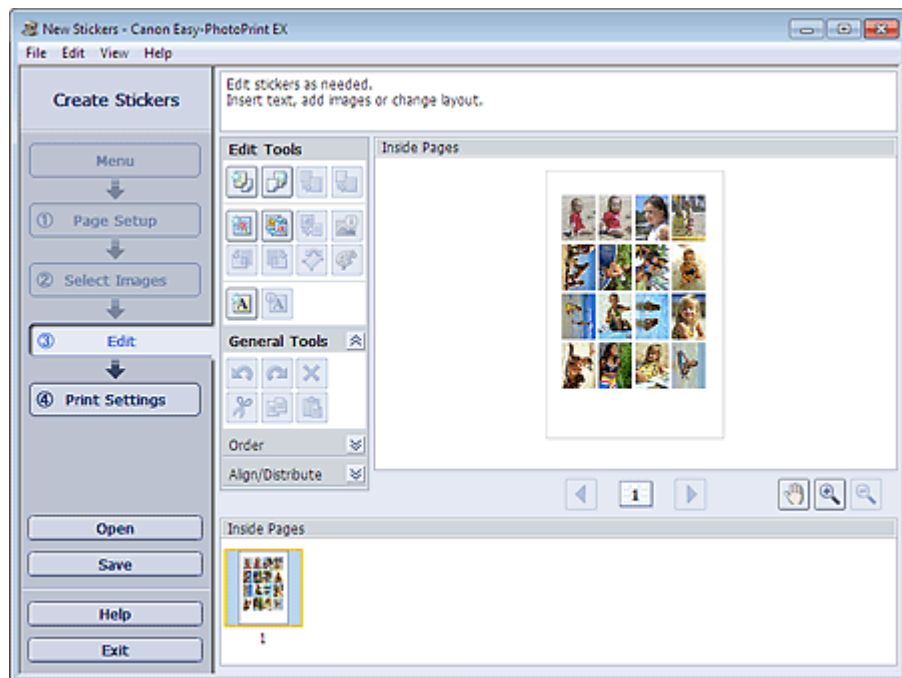 New Stickers - Canon Easy-PhotoPrint EX
File Edit View Help
Create Stickers
Edit stickers as needed.
Insert text, add images or change layout.
Menu
① Page Setup
② Select Images
③ Edit
④ Print Settings
Open
Save
Help
Exit
Edit Tools
A A
General Tools
Order
Align/Distribute
Inside Pages
1
Inside Pages
1